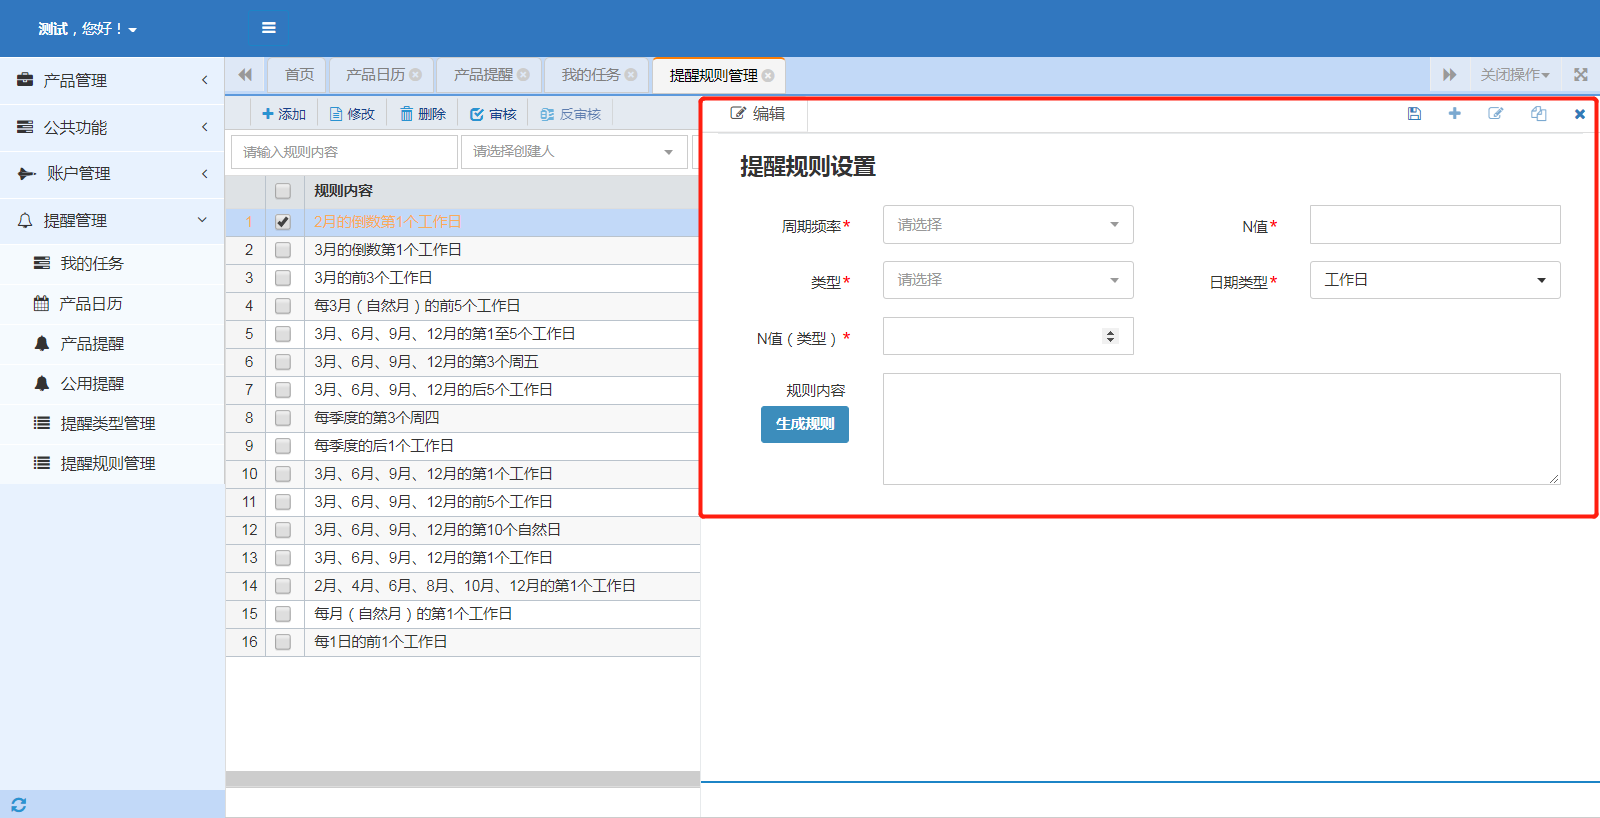 测试，您好！
首页
产品日历
产品提醒
我的任务
提醒规则管理
关闭操作
产品管理
公共功能
账户管理
提醒管理
我的任务
产品日历
产品提醒
公用提醒
提醒类型管理
提醒规则管理
添加
修改
删除
审核
反审核
请输入规则内容
请选择创建人
规则内容
1 2月的倒数第1个工作日
2 3月的倒数第1个工作日
3 3月的前3个工作日
4 每3月（自然月）的前5个工作日
5 3月、6月、9月、12月的第1至5个工作日
6 3月、6月、9月、12月的第3个周五
7 3月、6月、9月、12月的后5个工作日
8 每季度的第3个周四
9 每季度的后1个工作日
10 3月、6月、9月、12月的第1个工作日
11 3月、6月、9月、12月的前5个工作日
12 3月、6月、9月、12月的第10个自然日
13 3月、6月、9月、12月的第1个工作日
14 2月、4月、6月、8月、10月、12月的第1个工作日
15 每月（自然月）的第1个工作日
16 每1日的前1个工作日
编辑
提醒规则设置
周期频率* 请选择 N值*
类型* 请选择 日期类型* 工作日
N值（类型）*
规则内容
生成规则